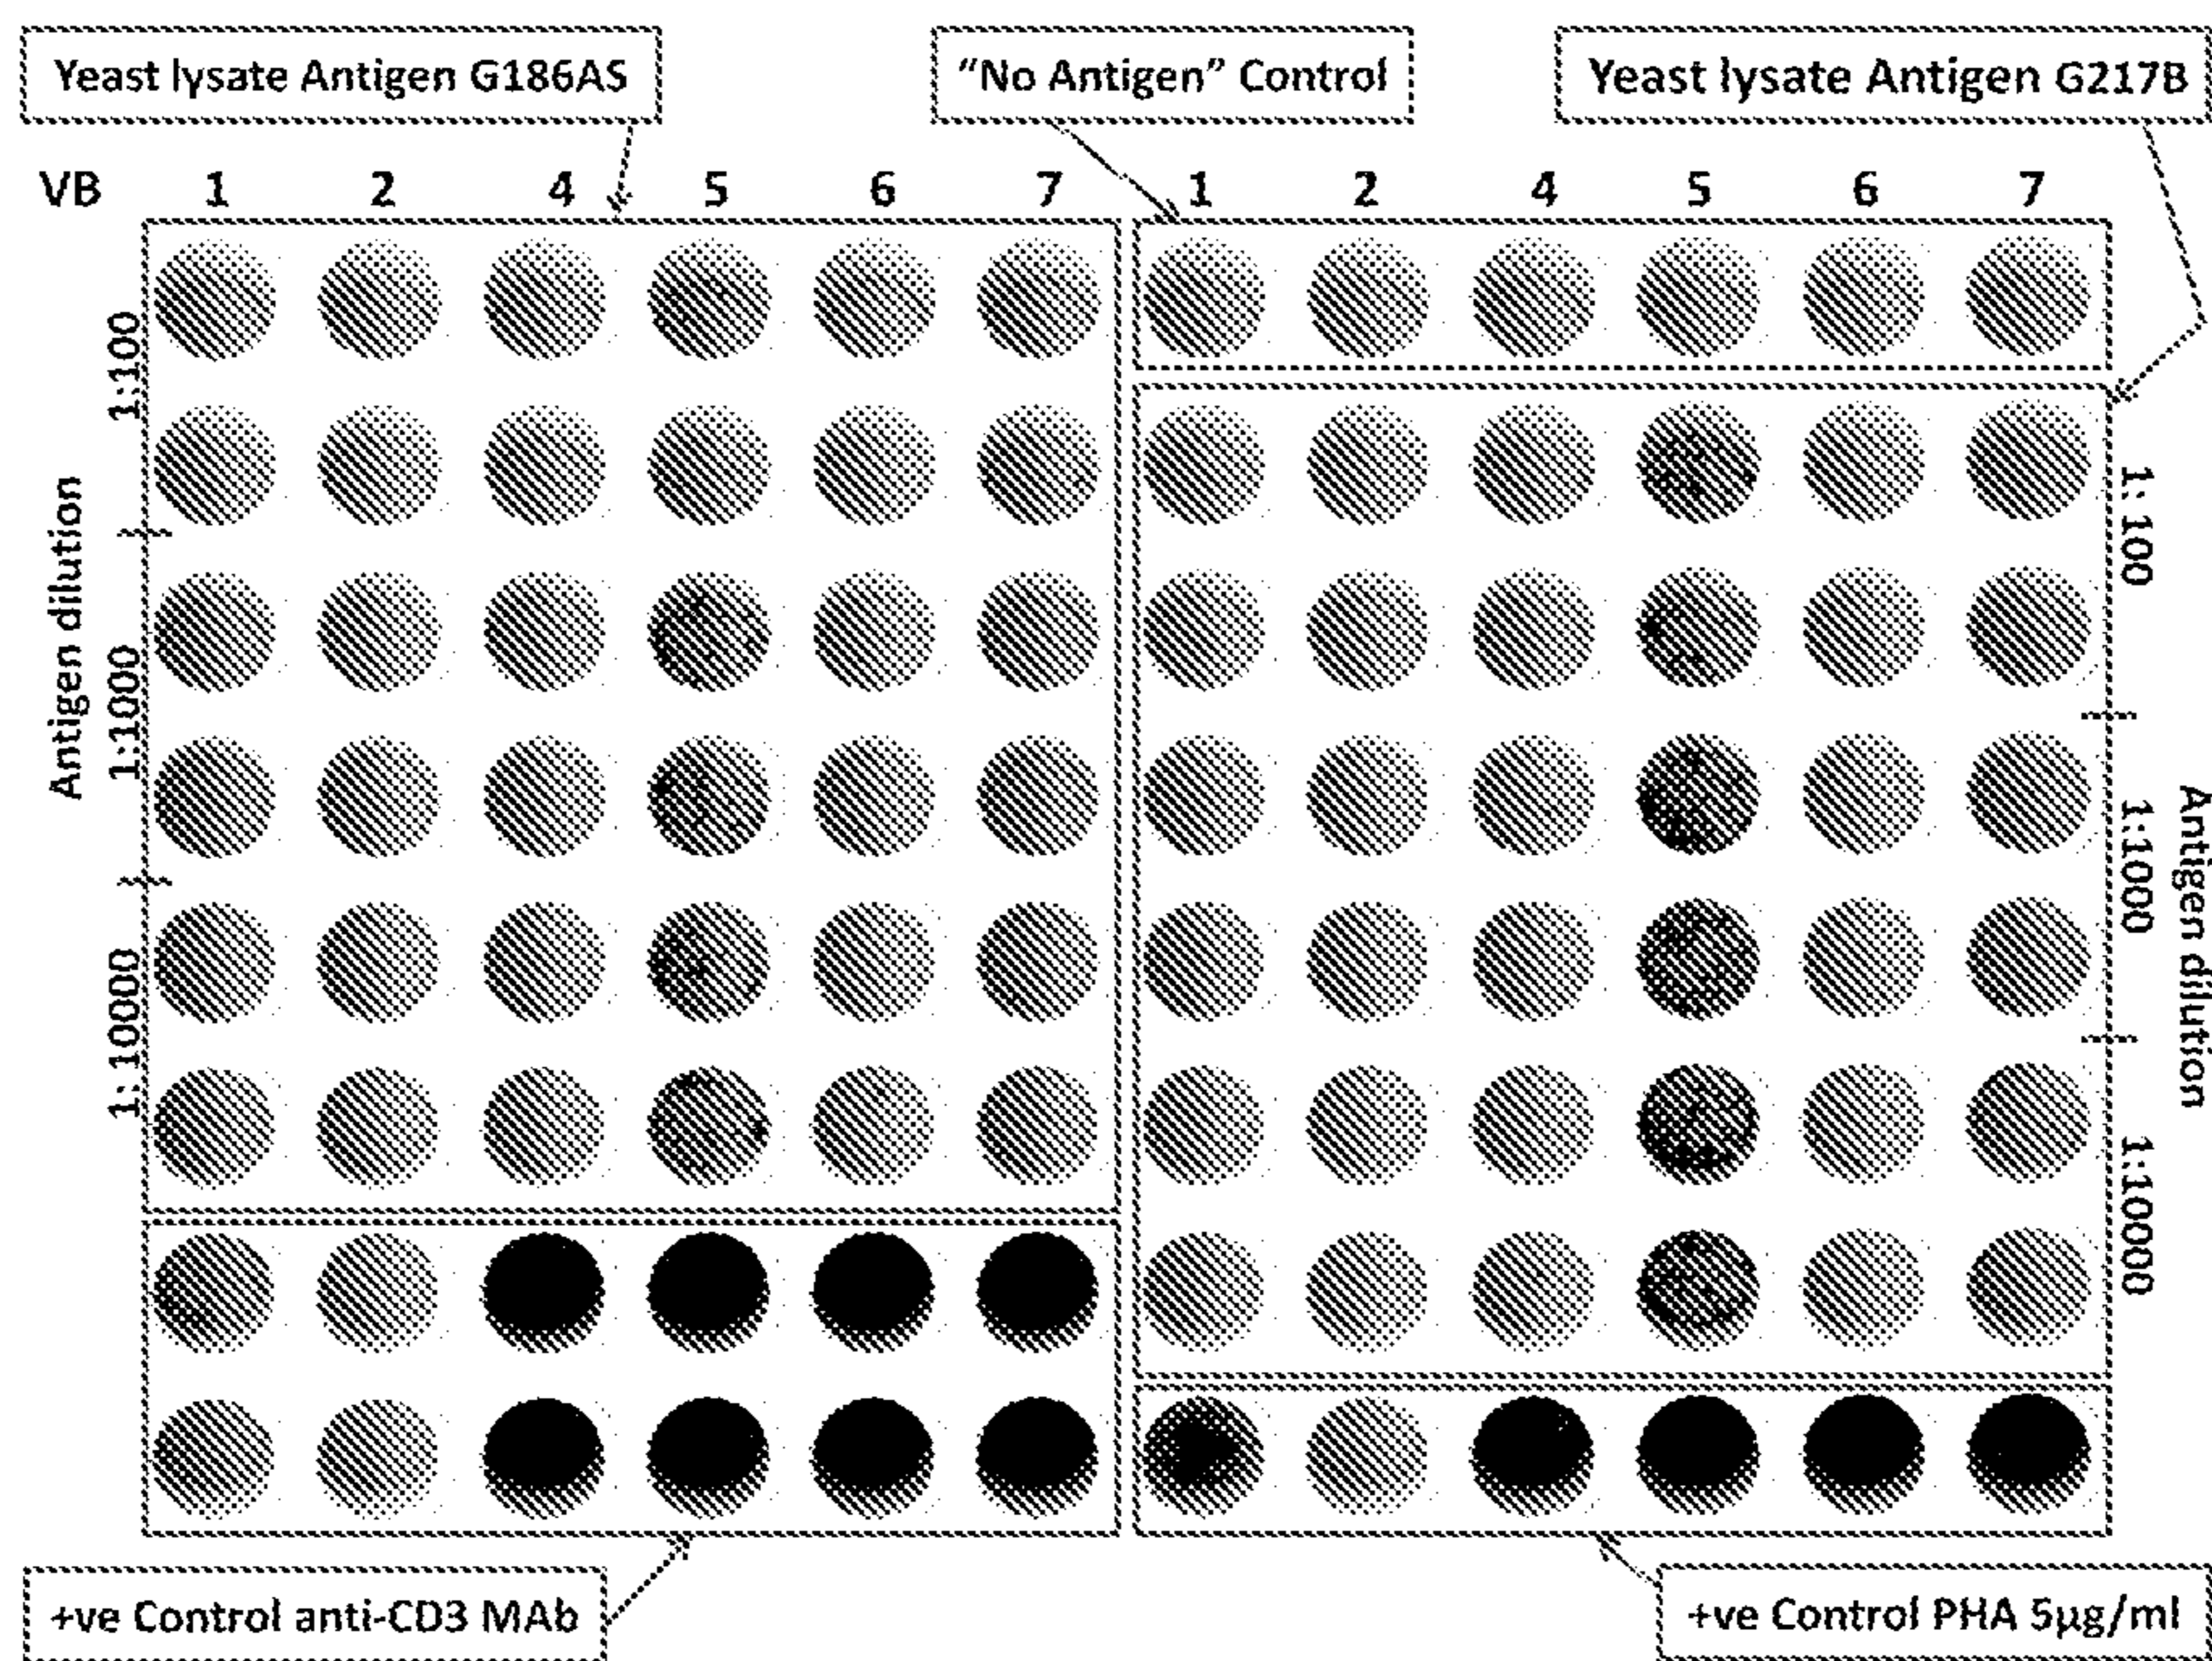 Yeast lysate Antigen G186AS
“No Antigen” Control
Yeast lysate Antigen G217B
VB 1 2 4 5 6 7 1 2 4 5 6 7
Antigen dilution
1:100
1:1000
1:10000
1:100
1:1000
1:10000
Antigen dilution
+ve Control anti-CD3 MAb
+ve Control PHA 5µg/ml